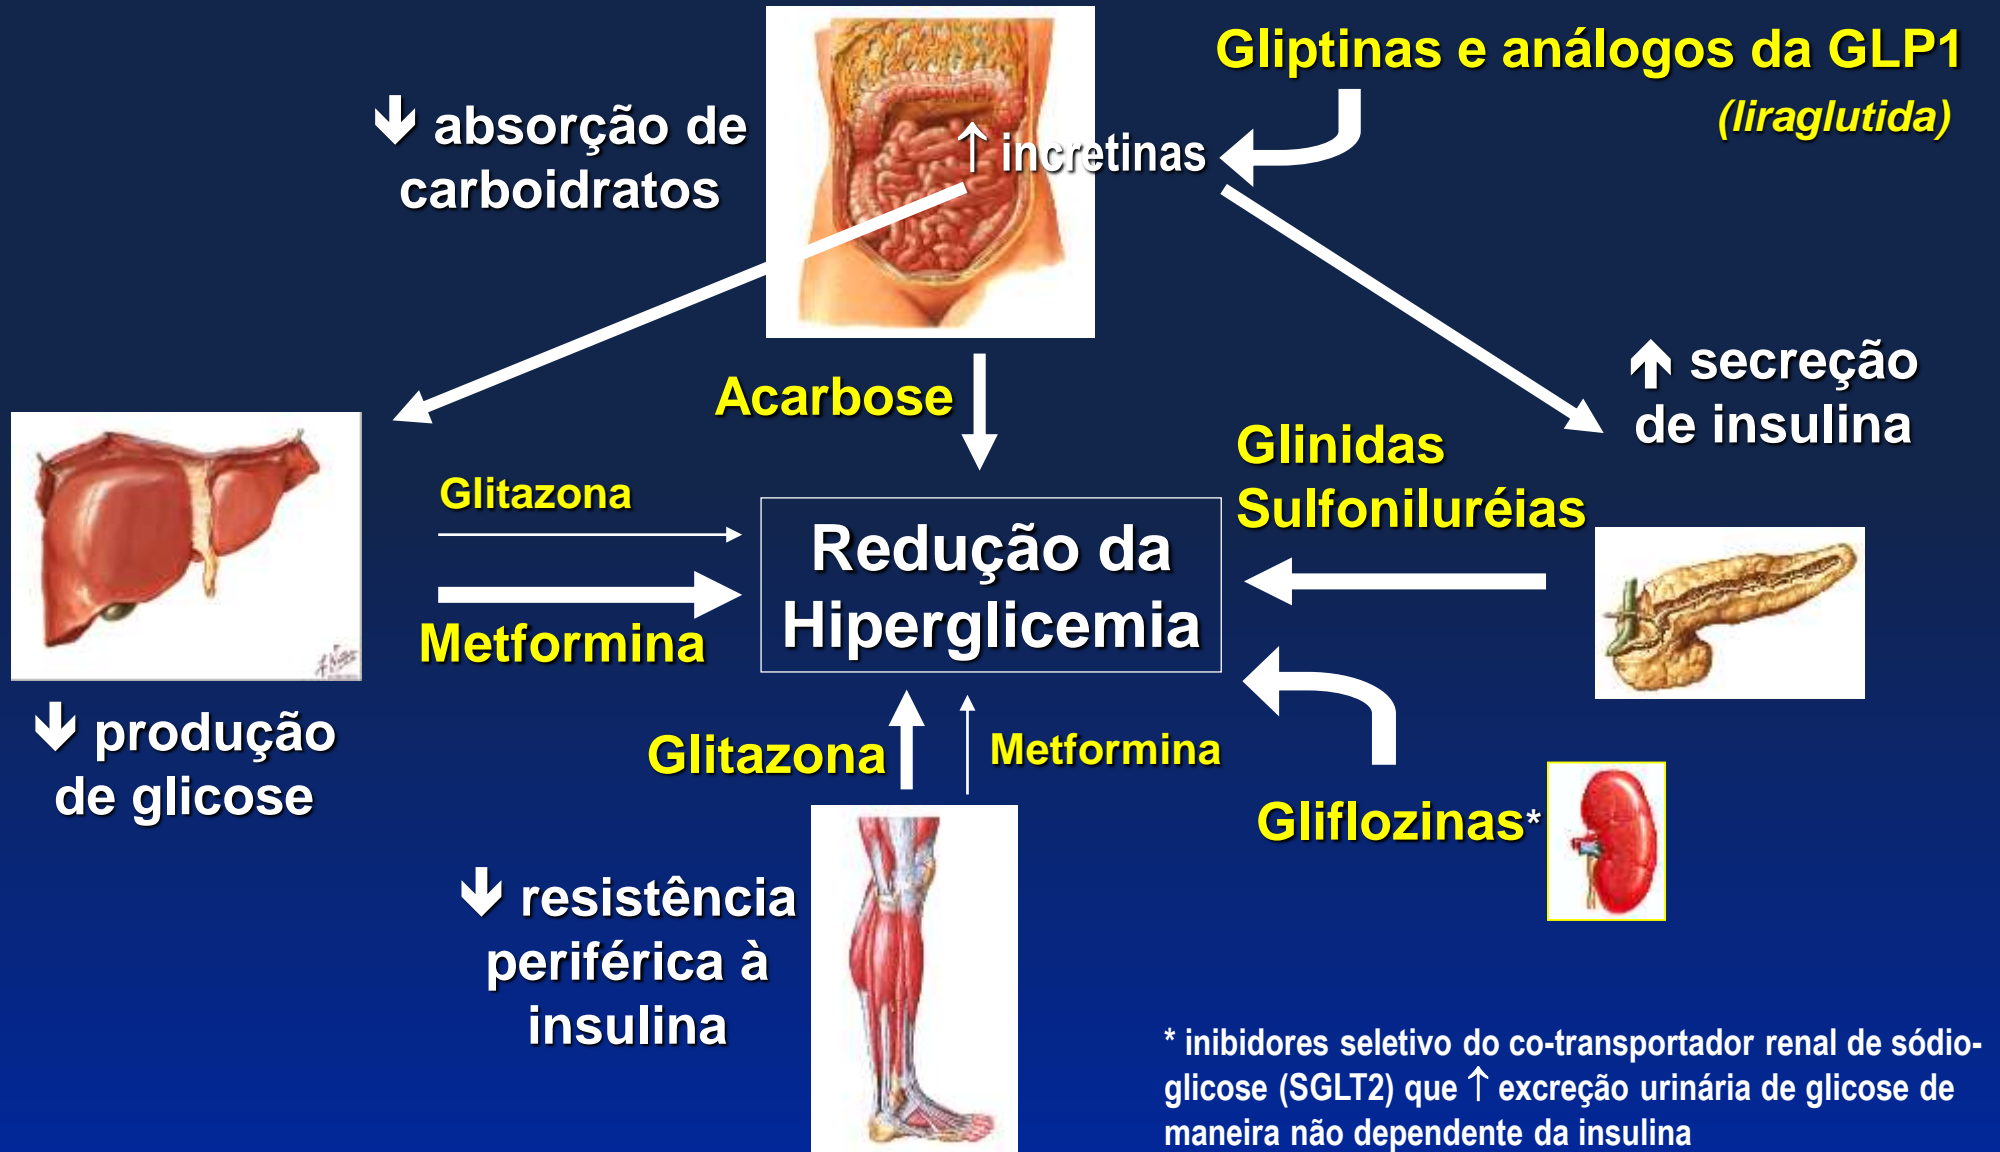 Gliptinas e análogos da GLP1
(liraglutida)
🡻 absorção de
carboidratos
↑ incretinas
🡹 secreção
de insulina
Acarbose
Glinidas
Sulfoniluréias
Glitazona
Redução da
Hiperglicemia
Metformina
🡻 produção
de glicose
Glitazona
Metformina
Gliflozinas*
🡻 resistência
periférica à
insulina
* inibidores seletivo do co-transportador renal de sódio-
glicose (SGLT2) que ↑ excreção urinária de glicose de
maneira não dependente da insulina